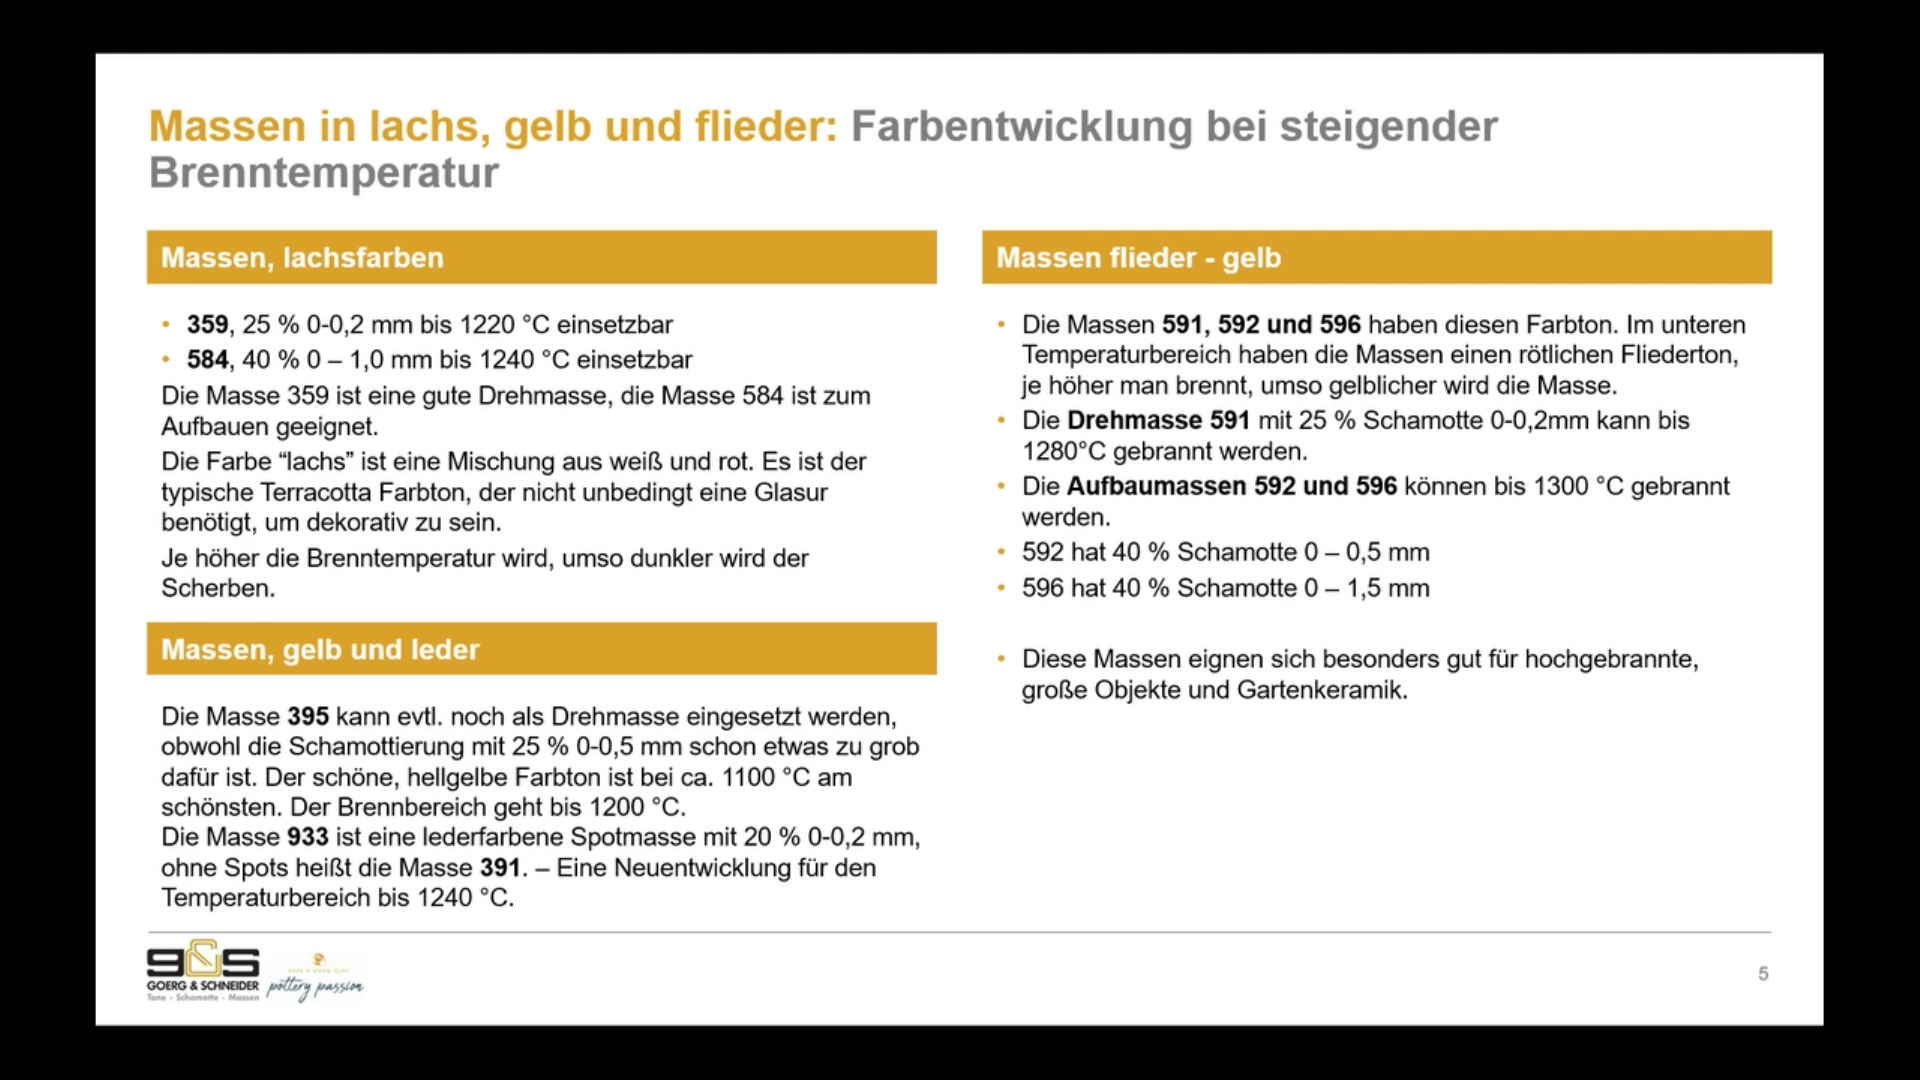 Massen in lachs, gelb und flieder: Farbentwicklung bei steigender
Brenntemperatur
Massen, lachsfarben
• 359, 25 % 0-0,2 mm bis 1220 °C einsetzbar
• 584, 40 % 0 – 1,0 mm bis 1240 °C einsetzbar
Die Masse 359 ist eine gute Drehmasse, die Masse 584 ist zum
Aufbauen geeignet.
Die Farbe “lachs” ist eine Mischung aus weiß und rot. Es ist der
typische Terracotta Farbton, der nicht unbedingt eine Glasur
benötigt, um dekorativ zu sein.
Je höher die Brenntemperatur wird, umso dunkler wird der
Scherben.
Massen, gelb und leder
Die Masse 395 kann evtl. noch als Drehmasse eingesetzt werden,
obwohl die Schamottierung mit 25 % 0-0,5 mm schon etwas zu grob
dafür ist. Der schöne, hellgelbe Farbton ist bei ca. 1100 °C am
schönsten. Der Brennbereich geht bis 1200 °C.
Die Masse 933 ist eine lederfarbene Spotmasse mit 20 % 0-0,2 mm,
ohne Spots heißt die Masse 391. – Eine Neuentwicklung für den
Temperaturbereich bis 1240 °C.
Massen flieder - gelb
• Die Massen 591, 592 und 596 haben diesen Farbton. Im unteren
Temperaturbereich haben die Massen einen rötlichen Fliederton,
je höher man brennt, umso gelblicher wird die Masse.
• Die Drehmasse 591 mit 25 % Schamotte 0-0,2mm kann bis
1280°C gebrannt werden.
• Die Aufbaumassen 592 und 596 können bis 1300 °C gebrannt
werden.
• 592 hat 40 % Schamotte 0 – 0,5 mm
• 596 hat 40 % Schamotte 0 – 1,5 mm
• Diese Massen eignen sich besonders gut für hochgebrannte,
große Objekte und Gartenkeramik.
g&s
GOERG & SCHNEIDER
Tone - Schamotte - Massen
pottery passion
5